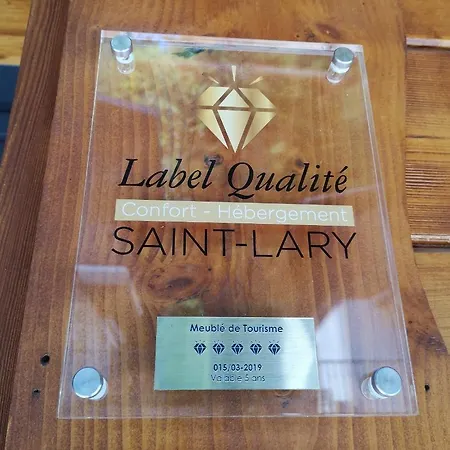 Label Qualité
Confort - Hébergement
SAINT-LARY
Meublé de Tourisme
015/03-2019
Valable 5 ans